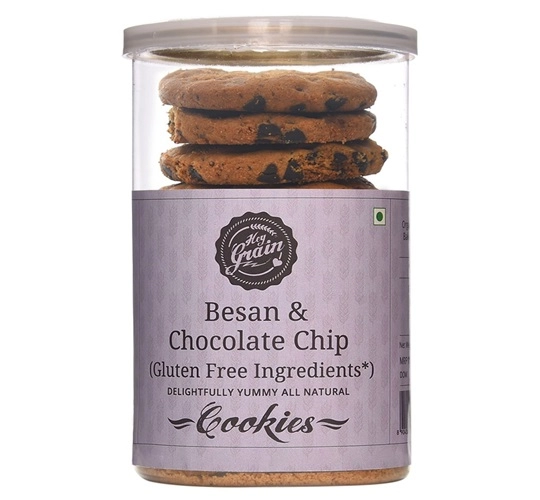 Hey
Grain!
Besan &
Chocolate Chip
(Gluten Free Ingredients*)
DELIGHTFULLY YUMMY ALL NATURAL
Cookies